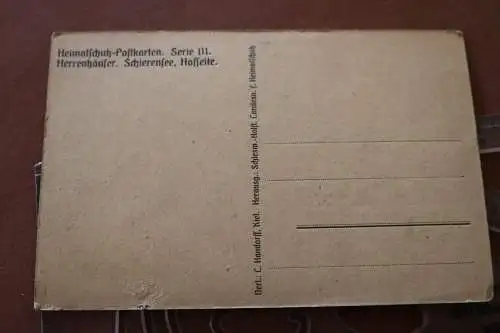 Heimatschutz-Postkarten. Serie III.
Herrenhäuser. Schierensee, Hofseite.
Verl.: L. Handorff, Kiel. Herausg.: Schlesw.-Holst. Landesv. f. Heimatschutz